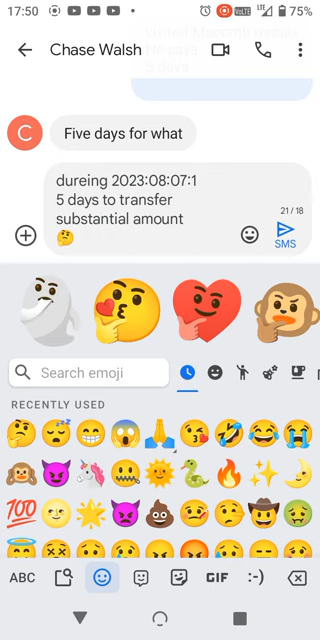 17:50
LTE
75%
Chase Walsh
5 days
C
Five days for what
dureing 2023:08:07:1
5 days to transfer
substantial amount
🤔
21 / 18
SMS
Search emoji
RECENTLY USED
ABC
GIF
:-)